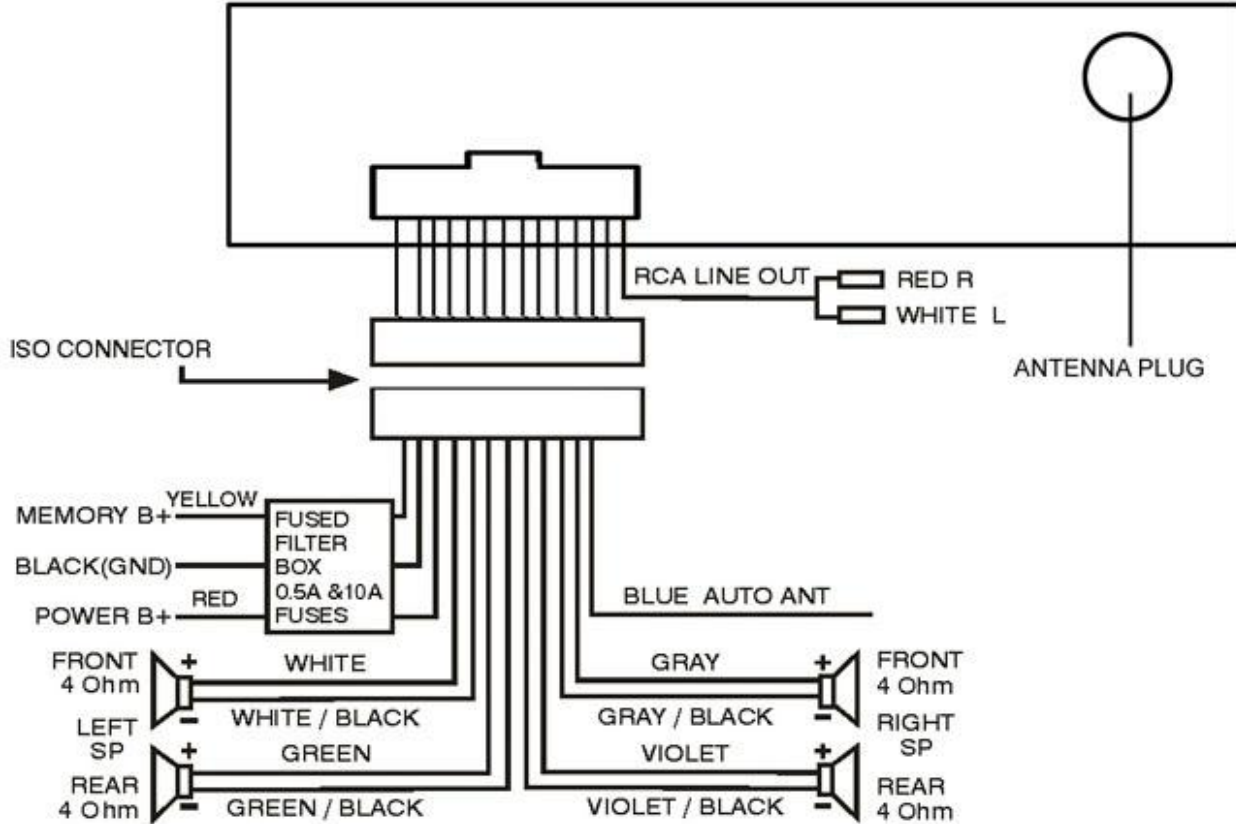 RCA LINE OUT
RED R
WHITE L
ANTENNA PLUG
ISO CONNECTOR
MEMORY B+
YELLOW
BLACK(GND)
POWER B+
RED
FUSED
FILTER
BOX
0.5A &10A
FUSES
BLUE AUTO ANT
FRONT
4 Ohm
+
-
WHITE
WHITE / BLACK
LEFT
SP
REAR
4 Ohm
+
-
GREEN
GREEN / BLACK
GRAY
GRAY / BLACK
+
-
FRONT
4 Ohm
RIGHT
SP
VIOLET
VIOLET / BLACK
+
-
REAR
4 Ohm